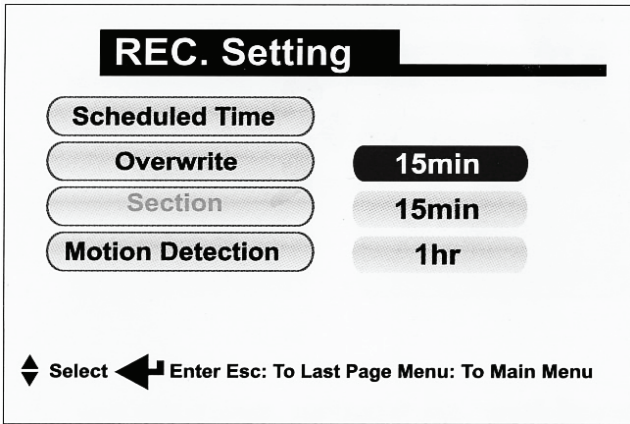 REC. Setting
Scheduled Time
Overwrite 15min
Section 15min
Motion Detection 1hr
Select Enter Esc: To Last Page Menu: To Main Menu